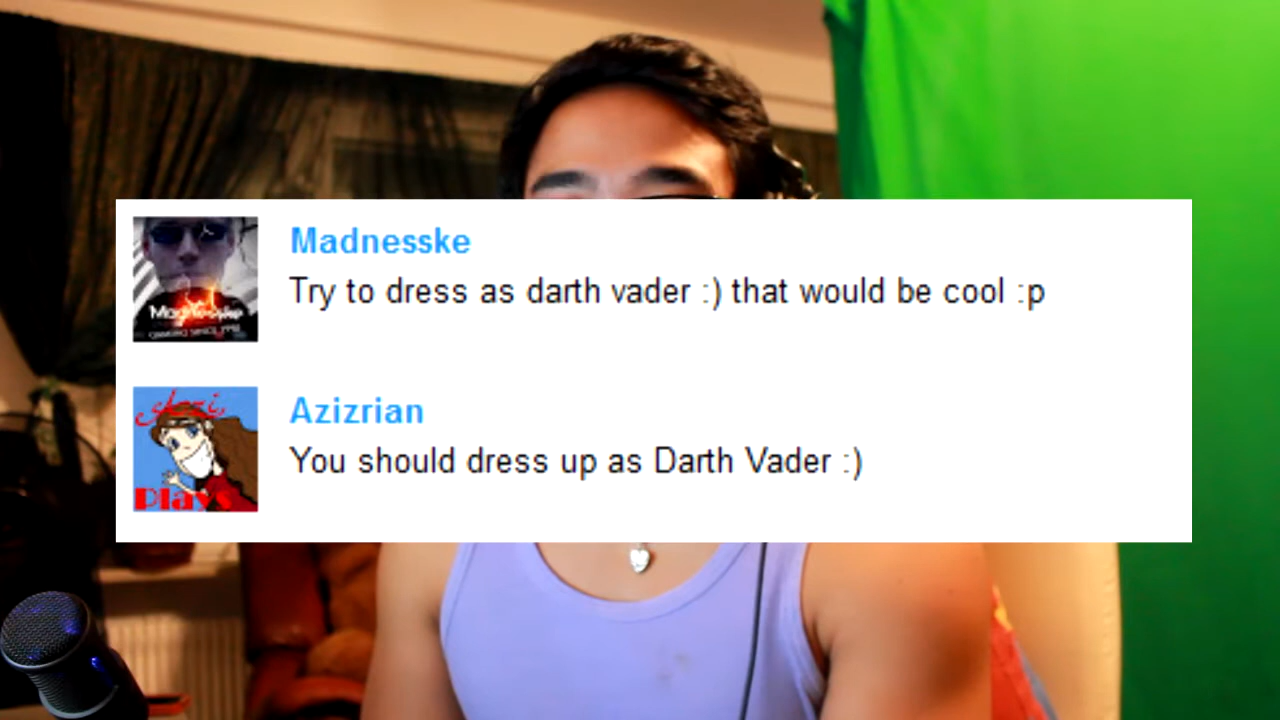 Madnesske
Try to dress as darth vader :) that would be cool :p
Azizrian
You should dress up as Darth Vader :)
Plays